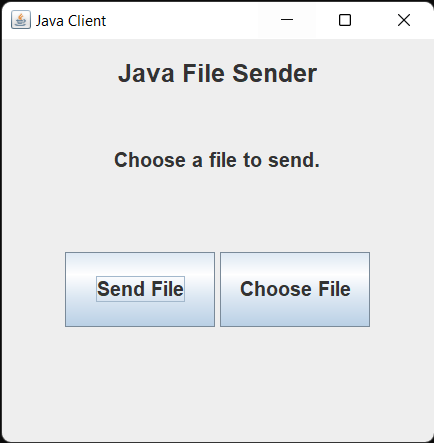 Java Client
Java File Sender
Choose a file to send.
Send File
Choose File